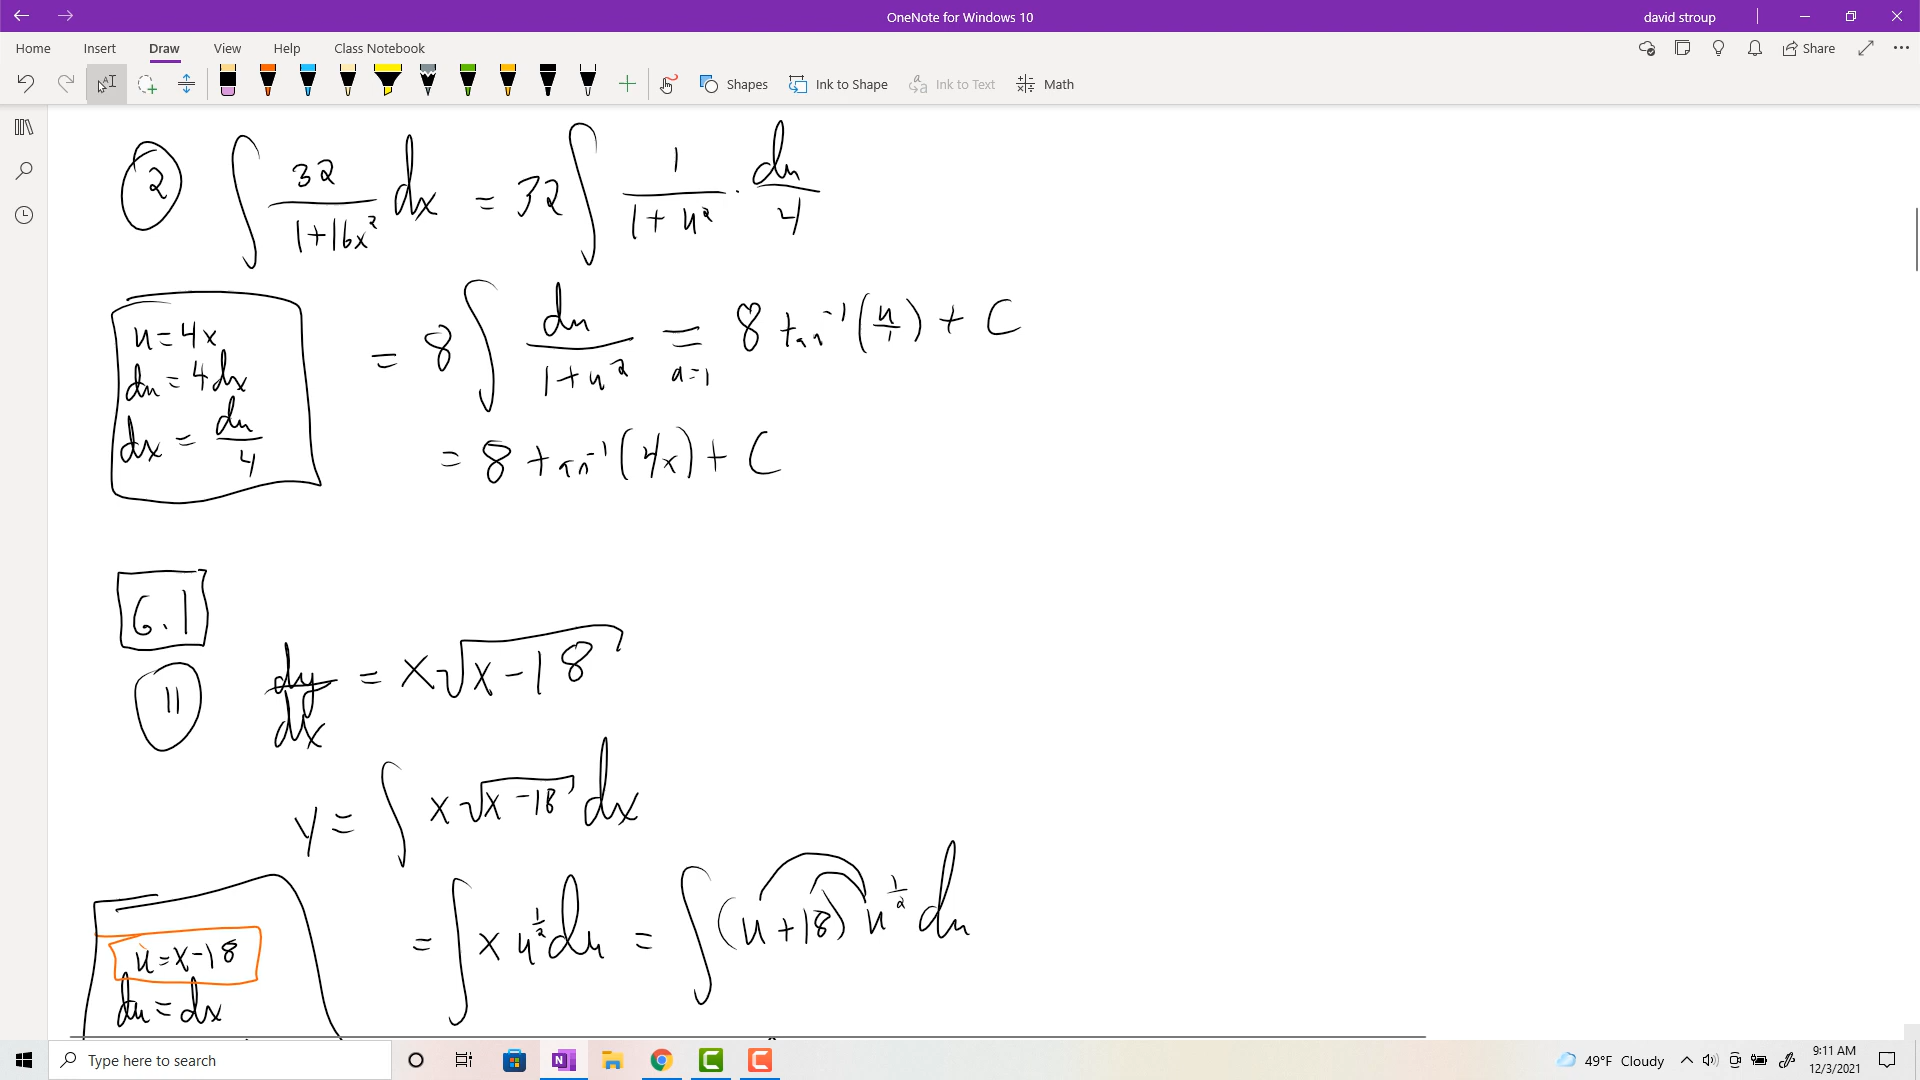 OneNote for Windows 10
david stroup
Home Insert Draw View Help Class Notebook
Share
Shapes Ink to Shape Ink to Text Math
② ∫ 32/(1+16x²) dx = 32 ∫ 1/(1+u²) · du/4
u = 4x
du = 4dx
dx = du/4
= 8 ∫ du/(1+u²) = 8 tan⁻¹(u/1) + C
a=1
= 8 tan⁻¹(4x) + C
6.1
11 dy/dx = x√(x-18)
y = ∫ x√(x-18) dx
= ∫ x u^(1/2) du = ∫ (u+18) u^(1/2) du
u = x-18
du = dx
Type here to search
49°F Cloudy
9:11 AM
12/3/2021